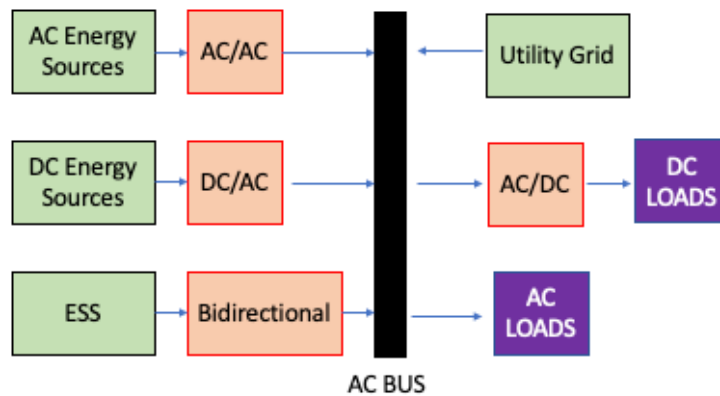 AC Energy
Sources
AC/AC
Utility Grid
DC Energy
Sources
DC/AC
AC/DC
DC
LOADS
ESS
Bidirectional
AC
LOADS
AC BUS